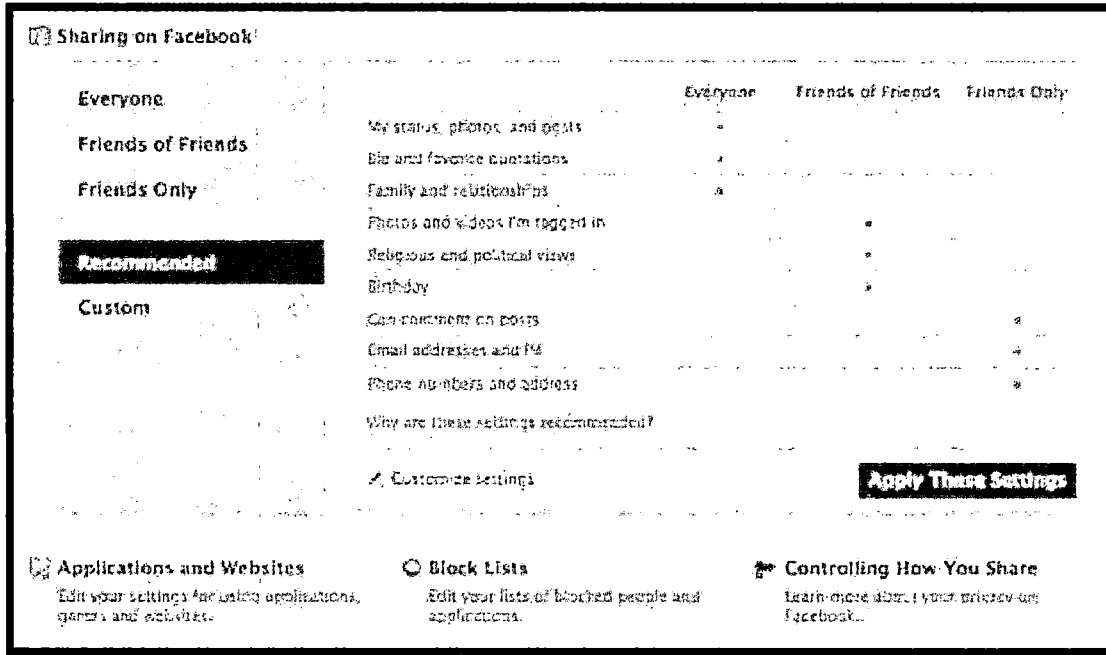 Sharing on Facebook
Everyone
Friends of Friends
Friends Only
Recommended
Custom
Everyone Friends of Friends Friends Only
My status, photos, and posts
Bio and favorite quotations
Family and relationships
Photos and videos I'm tagged in
Religious and political views
Birthday
Can comment on posts
Email addresses and IM
Phone numbers and address
Why are these settings recommended?
Customize settings
Apply These Settings
Applications and Websites
Edit your settings for using applications,
games and websites.
Block Lists
Edit your lists of blocked people and
applications.
Controlling How You Share
Learn more about your privacy on
Facebook.